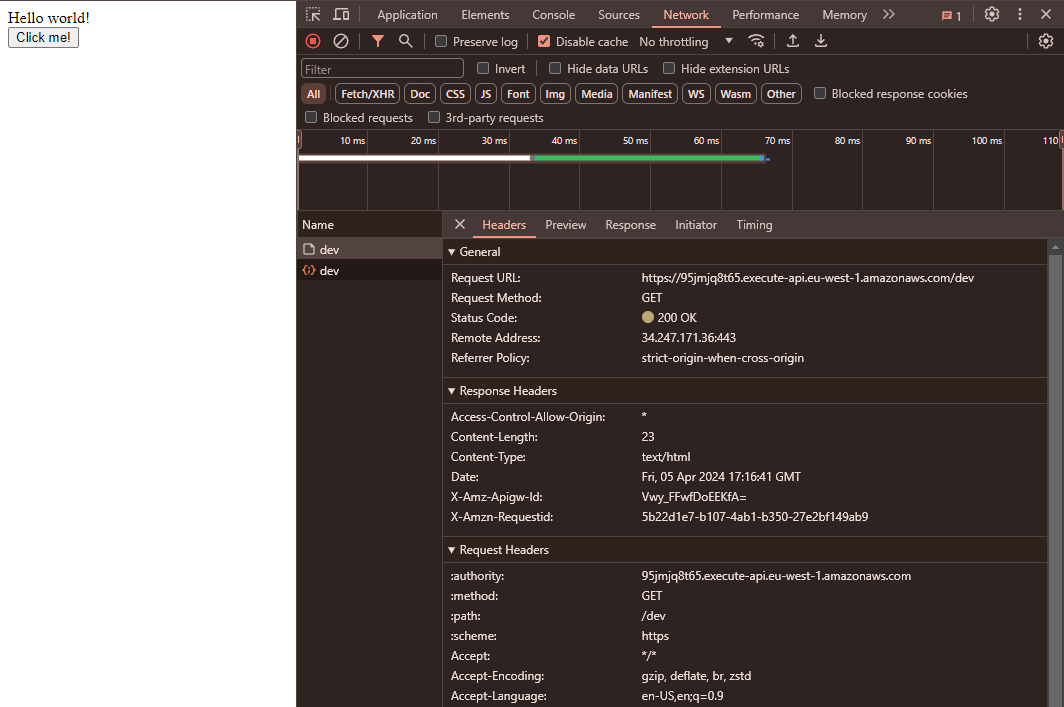 Hello world!
Click me!
Application Elements Console Sources Network Performance Memory 1
Preserve log Disable cache No throttling
Filter Invert Hide data URLs Hide extension URLs
All Fetch/XHR Doc CSS JS Font Img Media Manifest WS Wasm Other Blocked response cookies
Blocked requests 3rd-party requests
10 ms 20 ms 30 ms 40 ms 50 ms 60 ms 70 ms 80 ms 90 ms 100 ms 110
Name Headers Preview Response Initiator Timing
dev
dev
General
Request URL: https://95jmjq8t65.execute-api.eu-west-1.amazonaws.com/dev
Request Method: GET
Status Code: 200 OK
Remote Address: 34.247.171.36:443
Referrer Policy: strict-origin-when-cross-origin
Response Headers
Access-Control-Allow-Origin: *
Content-Length: 23
Content-Type: text/html
Date: Fri, 05 Apr 2024 17:16:41 GMT
X-Amz-Apigw-Id: Vwy_FFwfDoEEKfA=
X-Amzn-Requestid: 5b22d1e7-b107-4ab1-b350-27e2bf149ab9
Request Headers
:authority: 95jmjq8t65.execute-api.eu-west-1.amazonaws.com
:method: GET
:path: /dev
:scheme: https
Accept: */*
Accept-Encoding: gzip, deflate, br, zstd
Accept-Language: en-US,en;q=0.9